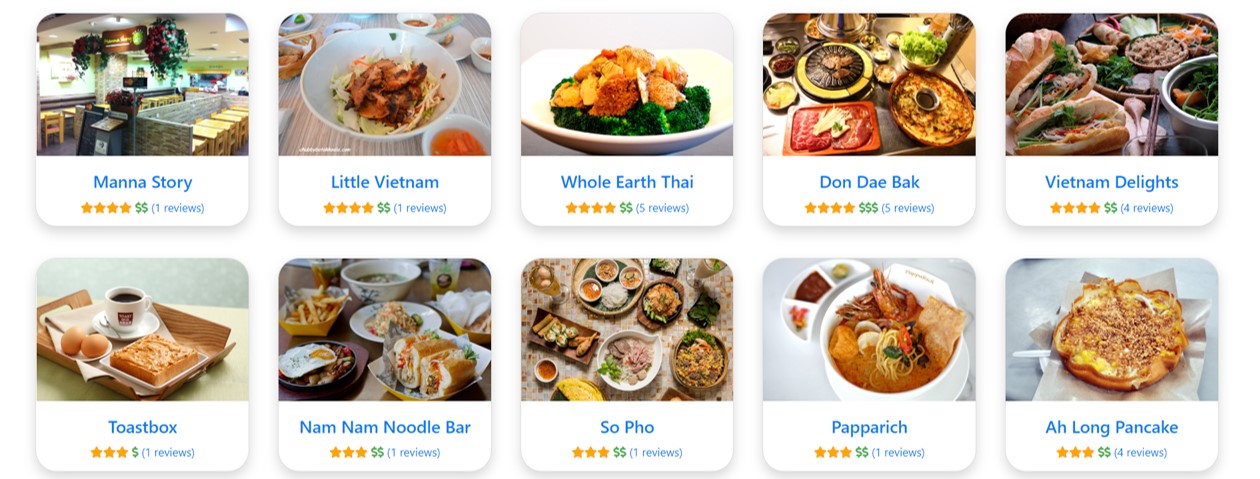 Manna Story
$$ (1 reviews)
Little Vietnam
$$ (1 reviews)
Whole Earth Thai
$$ (5 reviews)
Don Dae Bak
$$$ (5 reviews)
Vietnam Delights
$$ (4 reviews)
Toastbox
$ (1 reviews)
Nam Nam Noodle Bar
$$ (1 reviews)
So Pho
$$ (1 reviews)
Papparich
$$ (1 reviews)
Ah Long Pancake
$$ (4 reviews)